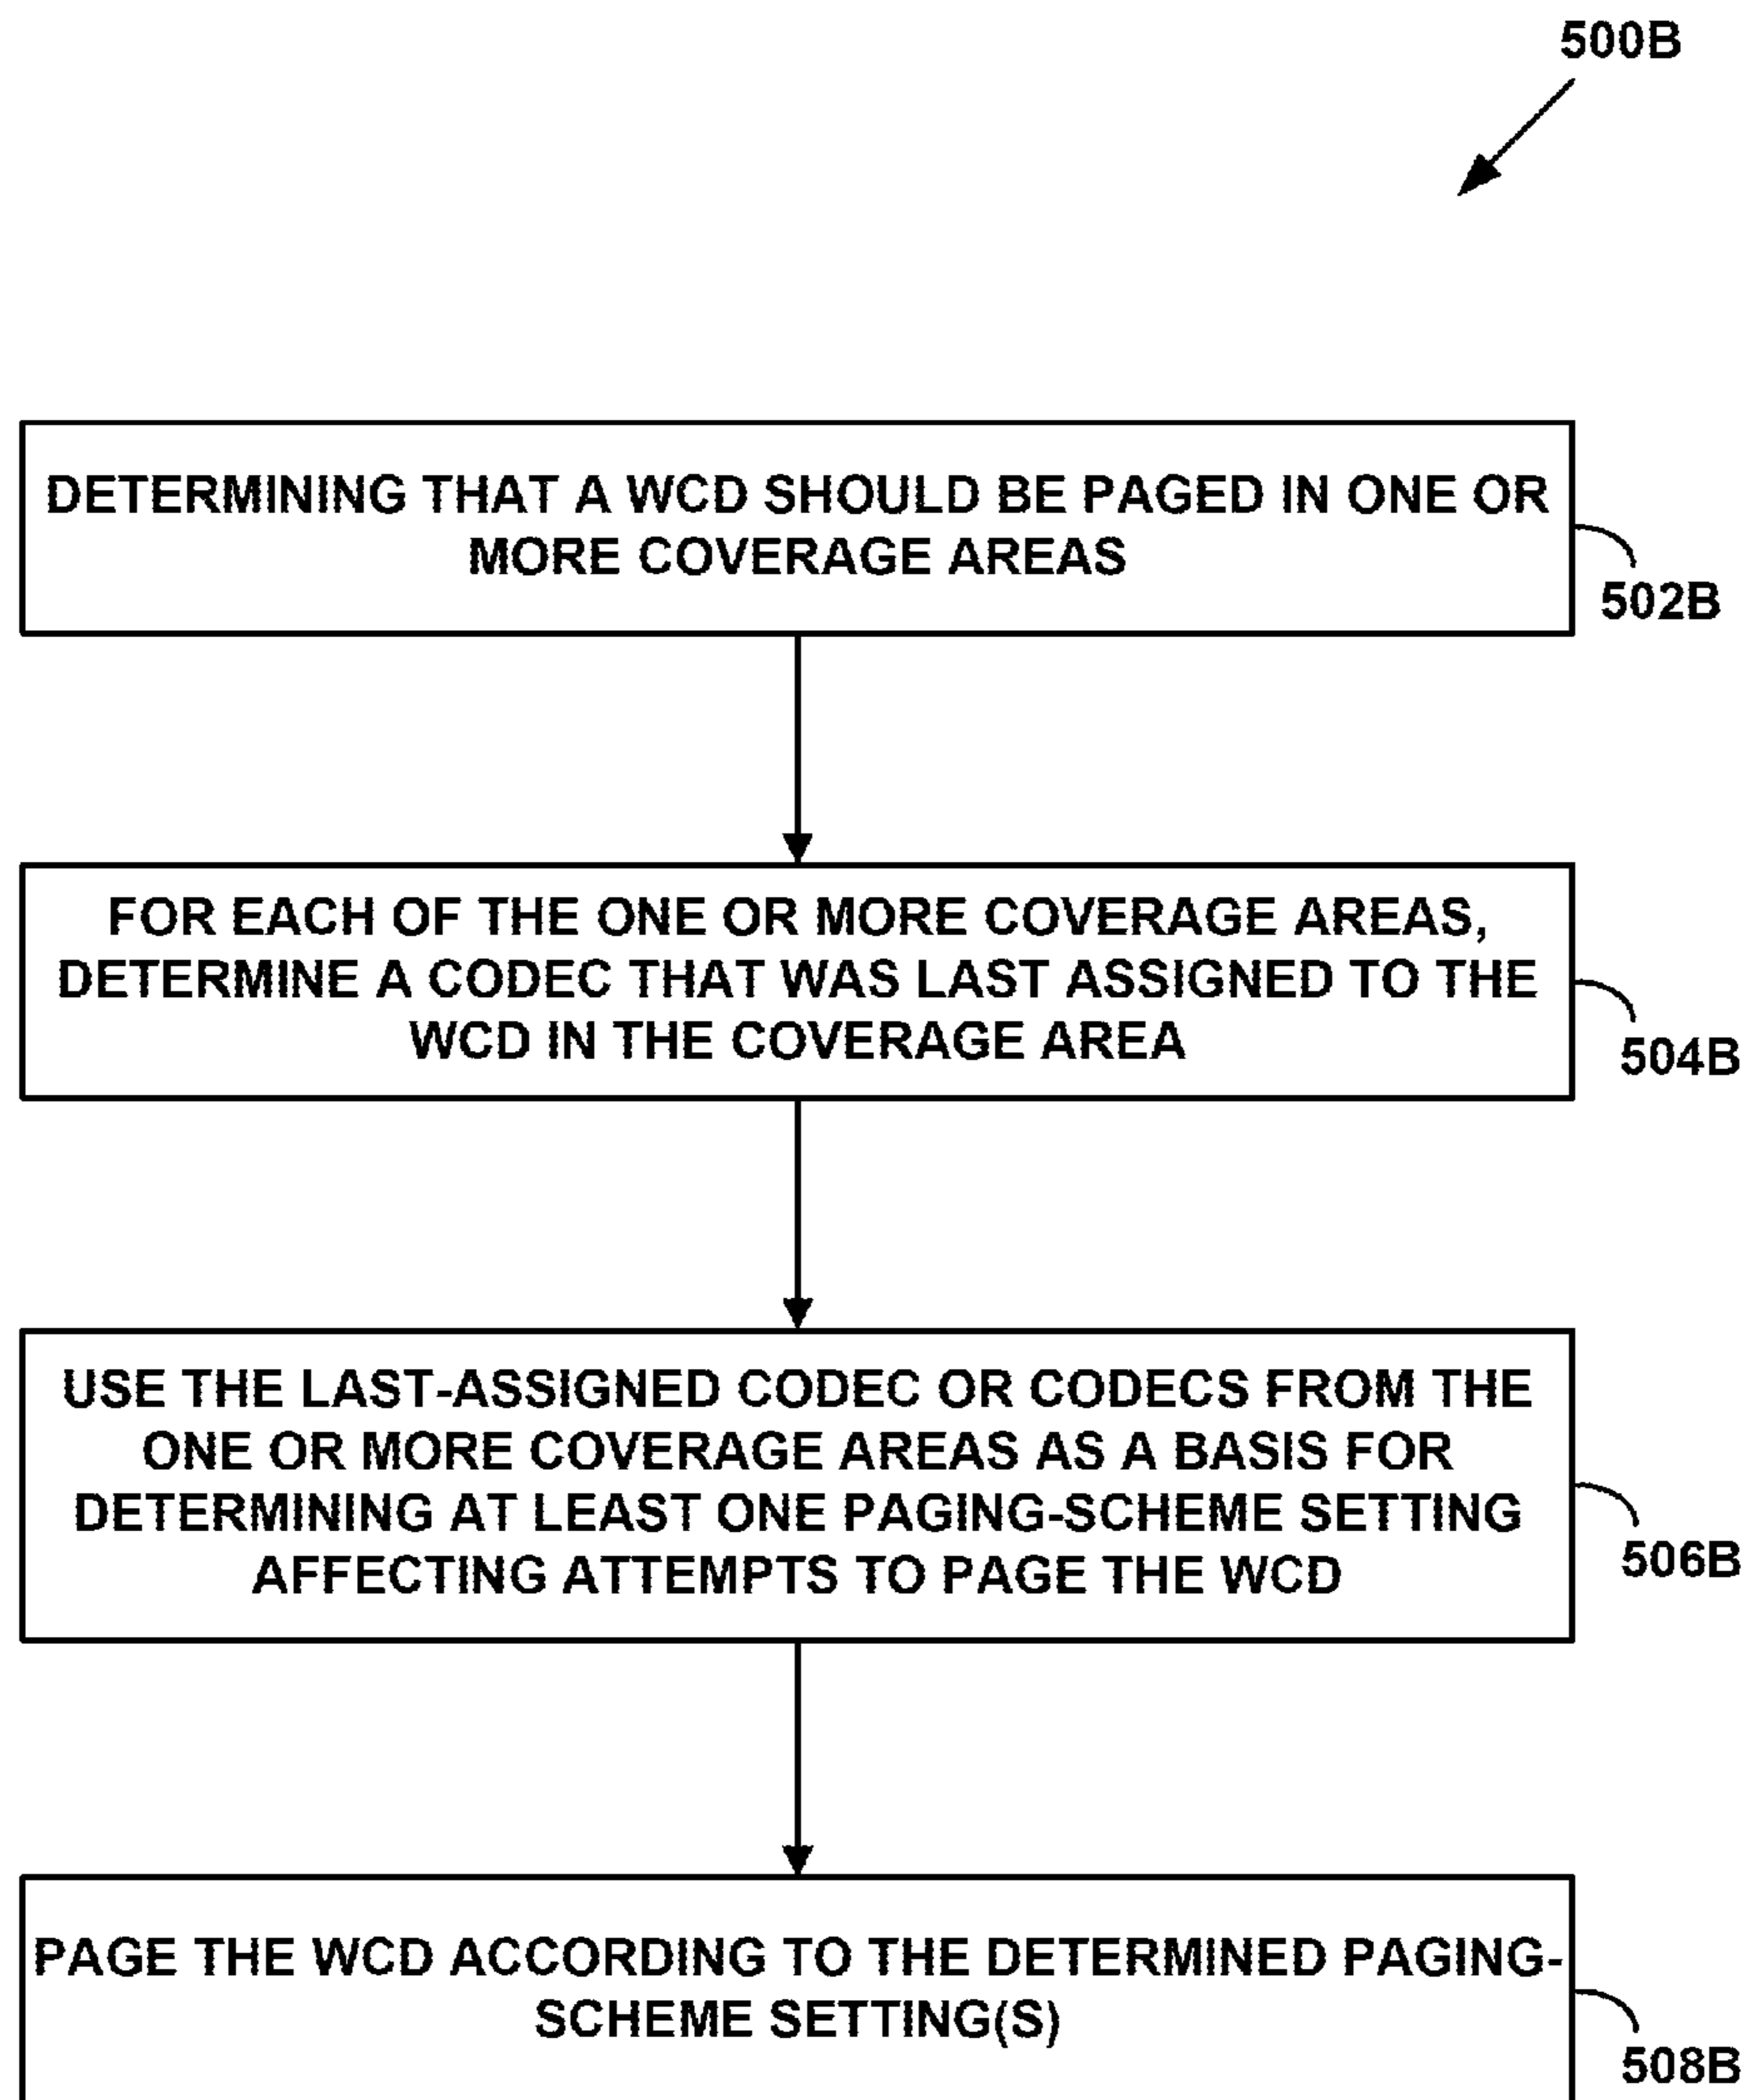 500B
DETERMINING THAT A WCD SHOULD BE PAGED IN ONE OR
MORE COVERAGE AREAS
502B
FOR EACH OF THE ONE OR MORE COVERAGE AREAS,
DETERMINE A CODEC THAT WAS LAST ASSIGNED TO THE
WCD IN THE COVERAGE AREA
504B
USE THE LAST-ASSIGNED CODEC OR CODECS FROM THE
ONE OR MORE COVERAGE AREAS AS A BASIS FOR
DETERMINING AT LEAST ONE PAGING-SCHEME SETTING
AFFECTING ATTEMPTS TO PAGE THE WCD
506B
PAGE THE WCD ACCORDING TO THE DETERMINED PAGING-
SCHEME SETTING(S)
508B